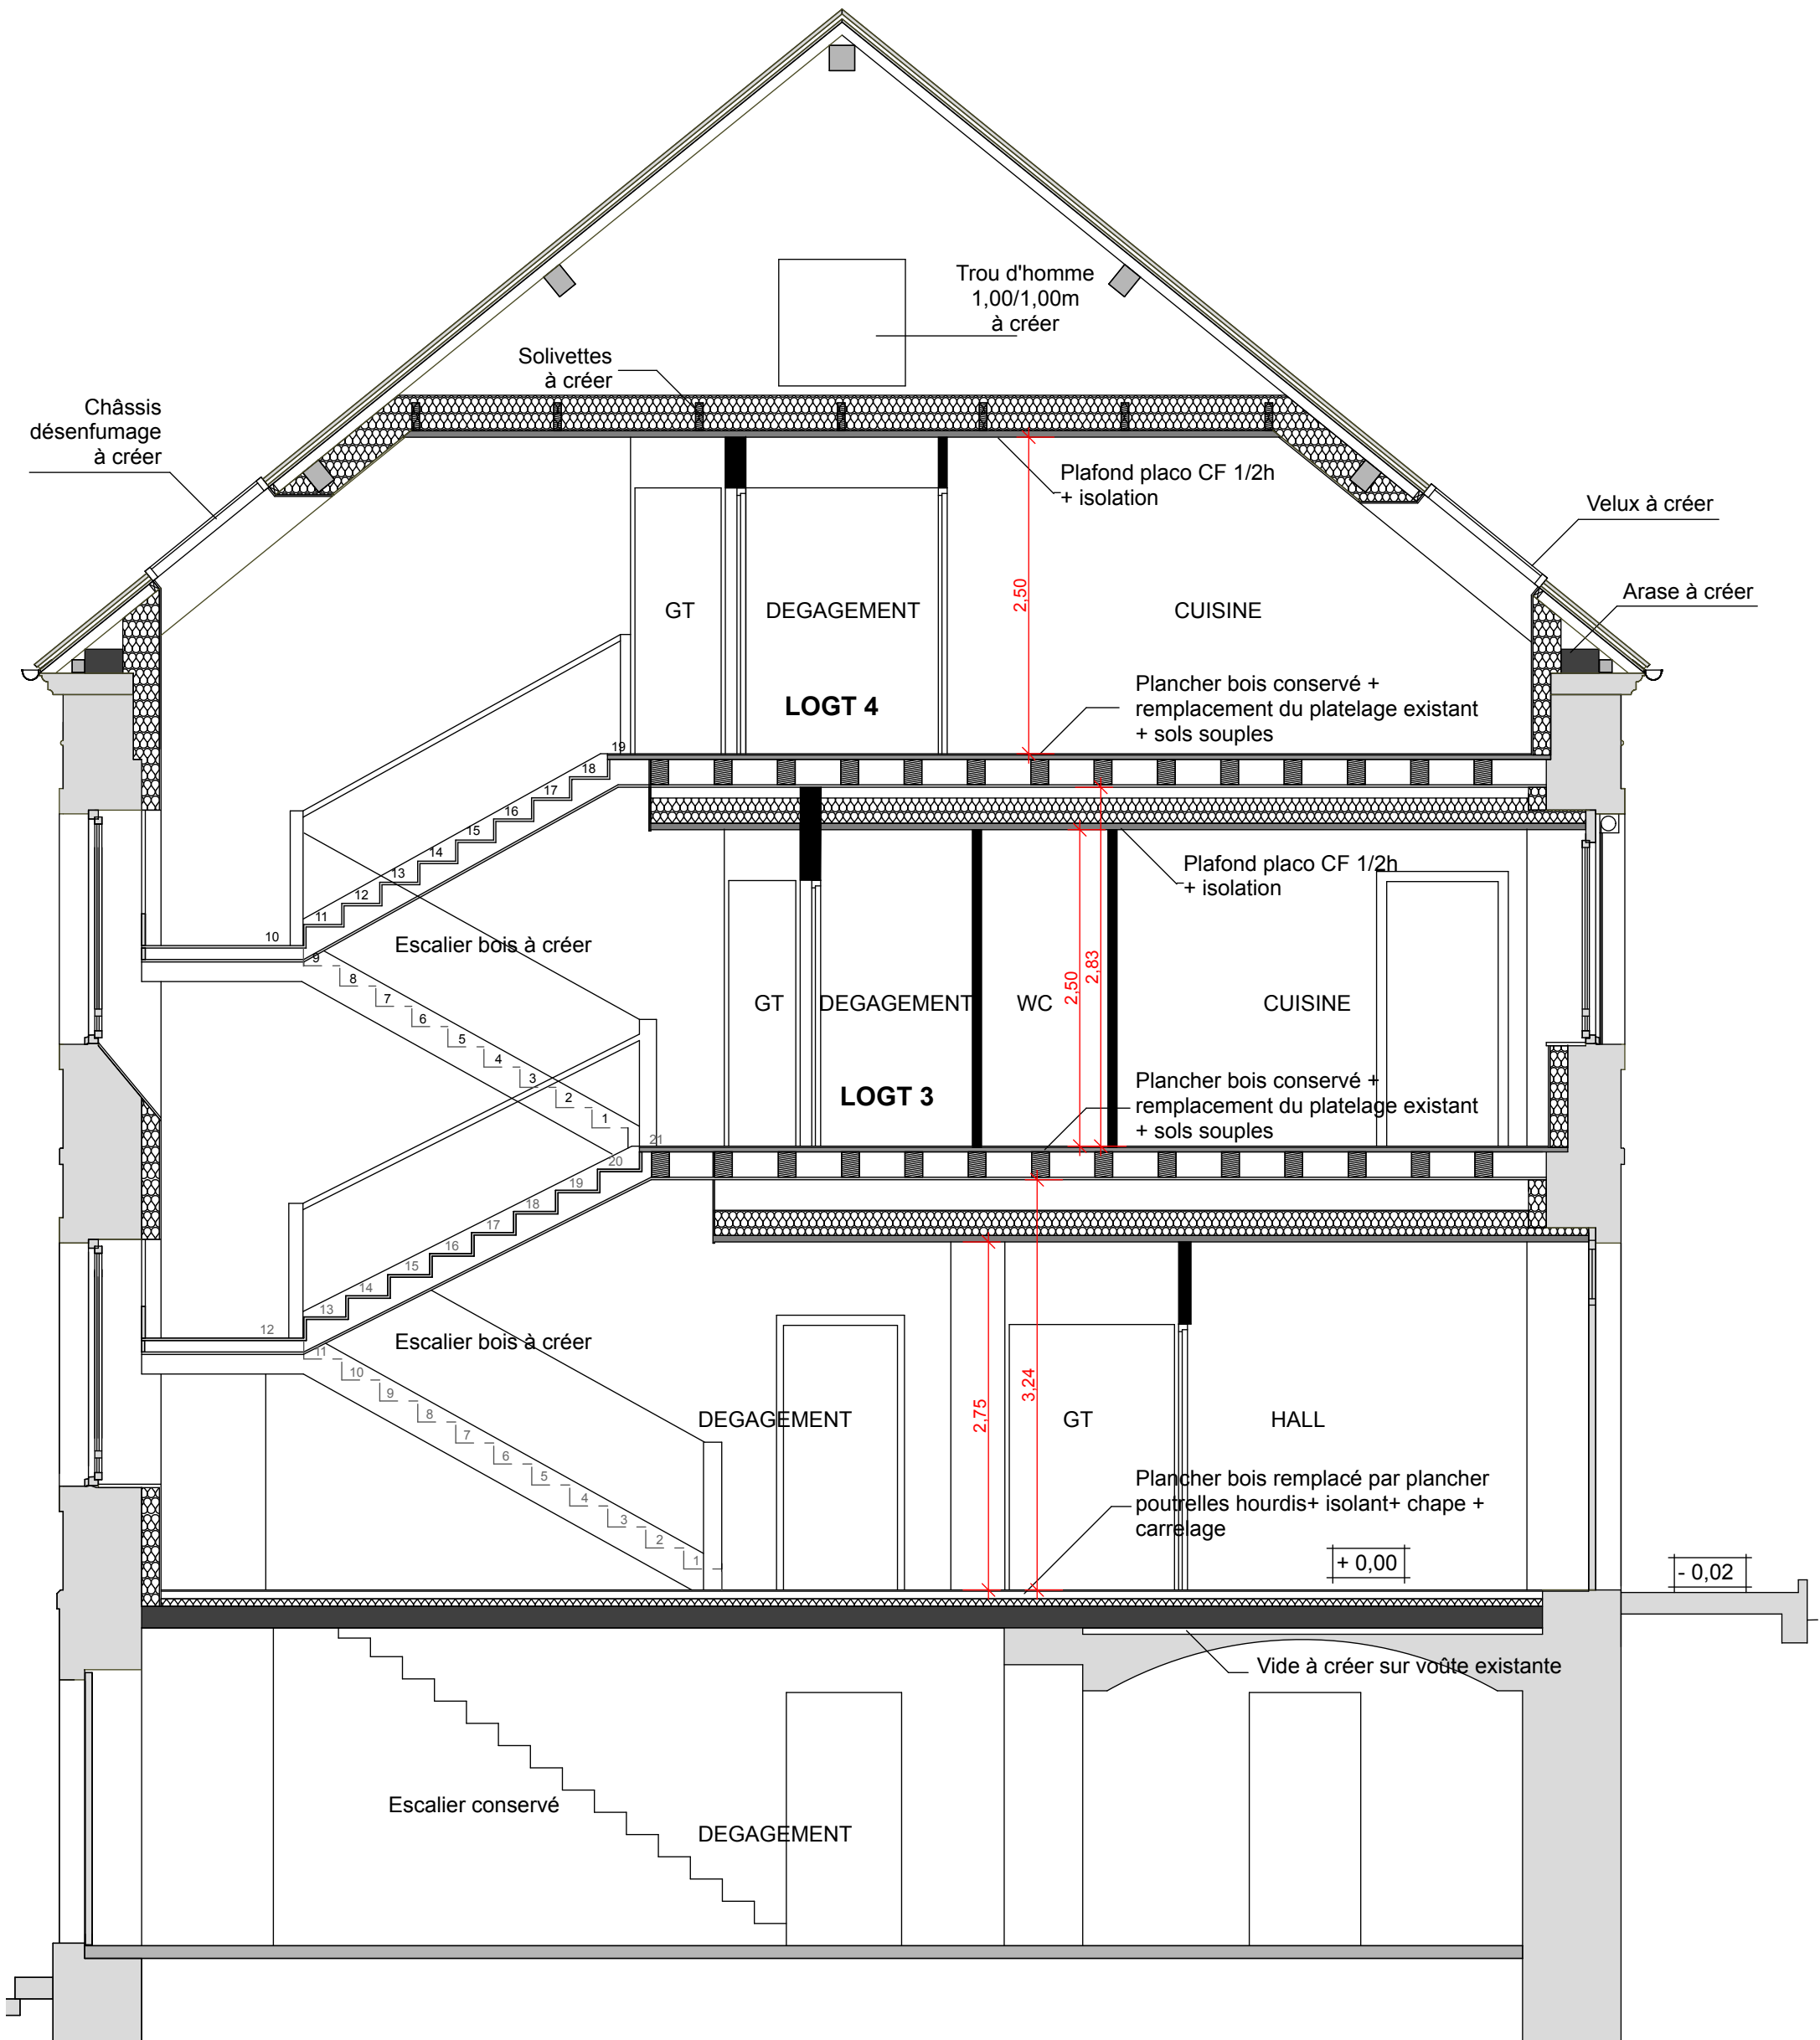 Trou d'homme
1,00/1,00m
à créer
Solivettes
à créer
Châssis
désenfumage
à créer
Plafond placo CF 1/2h
+ isolation
Velux à créer
Arase à créer
2,50
GT
DEGAGEMENT
CUISINE
LOGT 4
Plancher bois conservé +
remplacement du platelage existant
+ sols souples
19
18
17
16
15
14
13
12
11
10
Plafond placo CF 1/2h
+ isolation
Escalier bois à créer
9
8
7
6
5
4
3
2
1
2,50
2,83
GT
DEGAGEMENT
WC
CUISINE
LOGT 3
Plancher bois conservé +
remplacement du platelage existant
+ sols souples
21
20
19
18
17
16
15
14
13
12
Escalier bois à créer
11
10
9
8
7
6
5
4
3
2
1
2,75
3,24
DEGAGEMENT
GT
HALL
Plancher bois remplacé par plancher
poutrelles hourdis+ isolant+ chape +
carrelage
+ 0,00
- 0,02
Vide à créer sur voûte existante
Escalier conservé
DEGAGEMENT